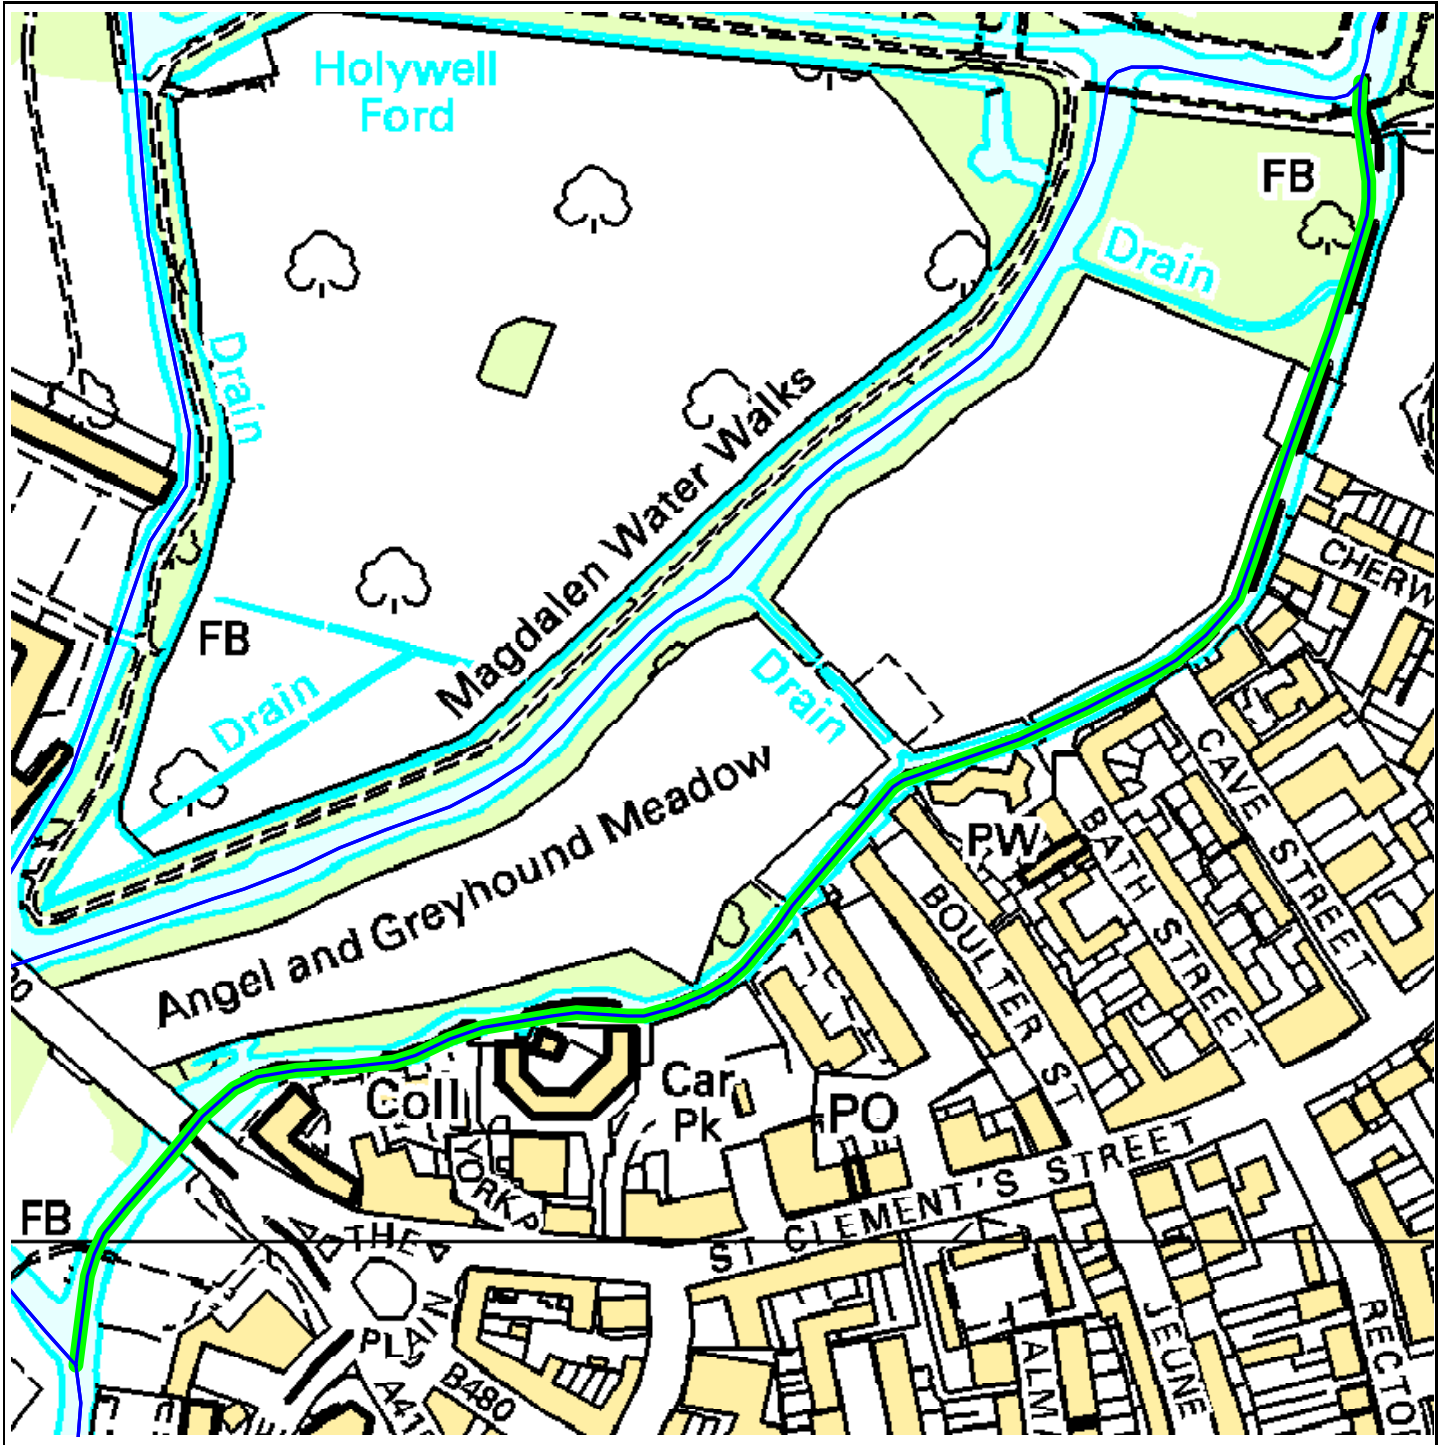 Holywell
Ford
FB
Drain
Drain
Magdalen Water Walks
CHERW
FB
Drain
Drain
CAVE STREET
Angel and Greyhound Meadow
PW
BATH STREET
BOULTER ST
Coll
Car
Pk
PO
YORK P
ST CLEMENT'S STREET
FB
THE
PLAIN
B480
JEUNE
ALMA
RECTO